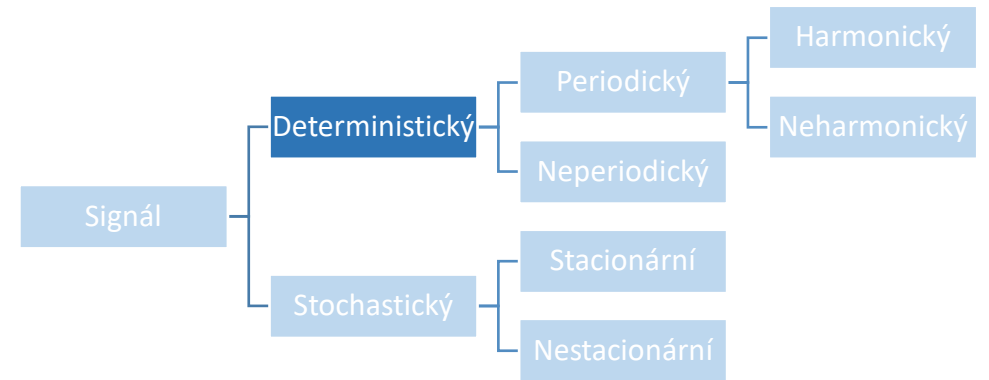 Signál
Deterministický
Periodický
Harmonický
Neharmonický
Neperiodický
Stochastický
Stacionární
Nestacionární